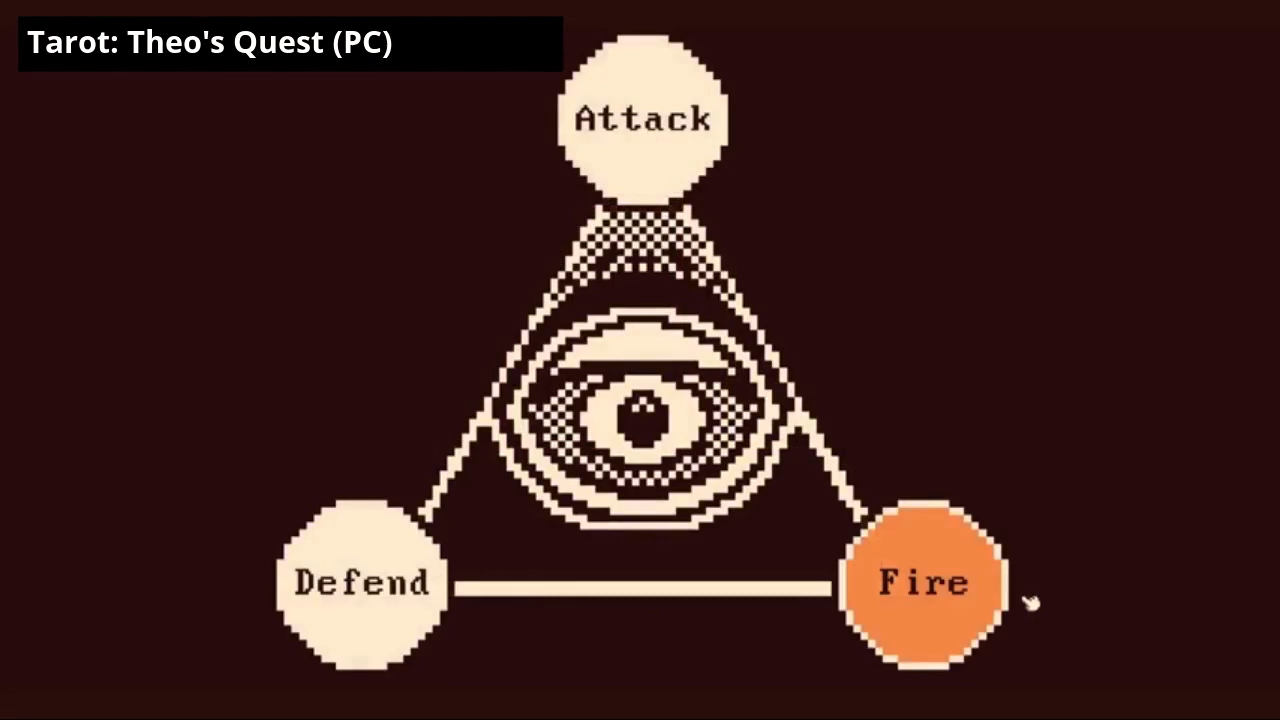 Tarot: Theo's Quest (PC)
Attack
Defend
Fire